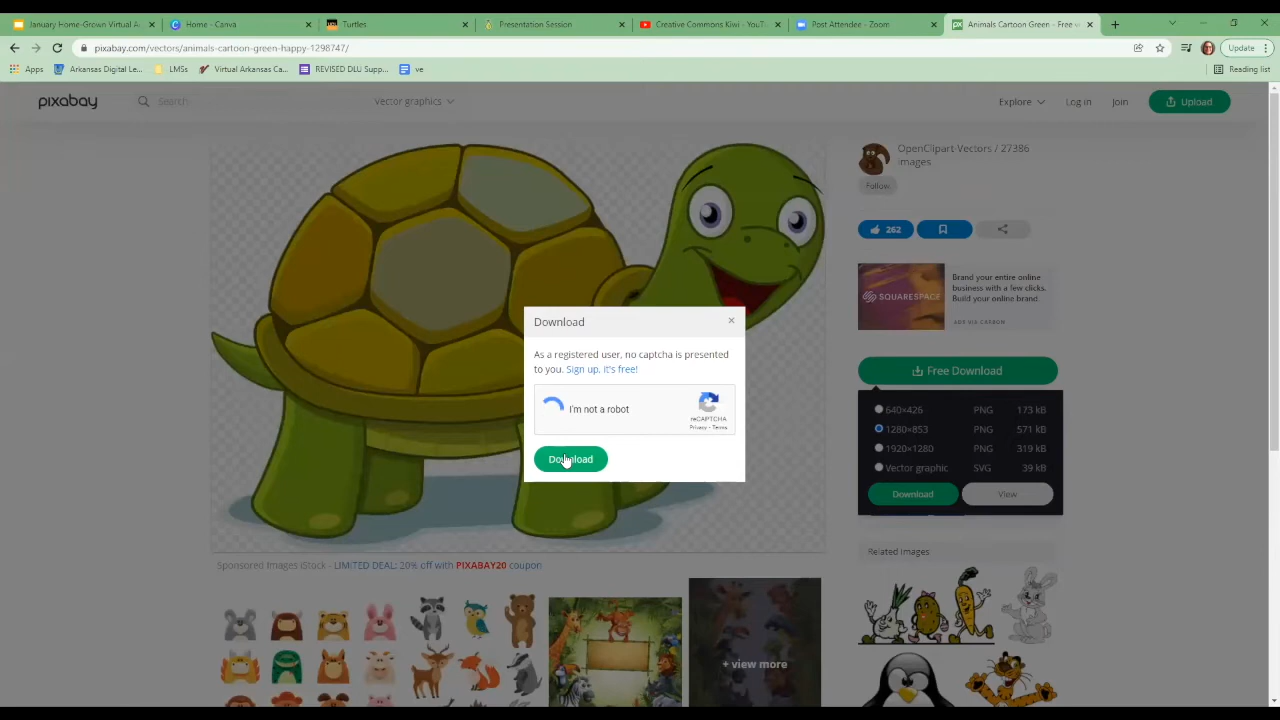 January Home-Grown Virtual A
Home - Canva
Turtles
Presentation Session
Creative Commons Kiwi - YouT
Post Attendee - Zoom
Animals Cartoon Green - Free v
pixabay.com/vectors/animals-cartoon-green-happy-1298747/
Update
Apps
Arkansas Digital Le...
LMSs
Virtual Arkansas Ca...
REVISED DLU Supp...
ve
Reading list
pixabay
Search
Vector graphics
Explore
Log in
Join
Upload
OpenClipart-Vectors / 27386
images
Follow
262
SQUARESPACE
Brand your entire online
business with a few clicks.
Build your online brand.
ADS VIA CARBON
Download
As a registered user, no captcha is presented
to you. Sign up, it's free!
I'm not a robot
reCAPTCHA
Privacy - Terms
Download
Free Download
640×426 PNG 173 kB
1280×853 PNG 571 kB
1920×1280 PNG 319 kB
Vector graphic SVG 39 kB
Download
View
Related images
Sponsored Images iStock - LIMITED DEAL: 20% off with PIXABAY20 coupon
+ view more